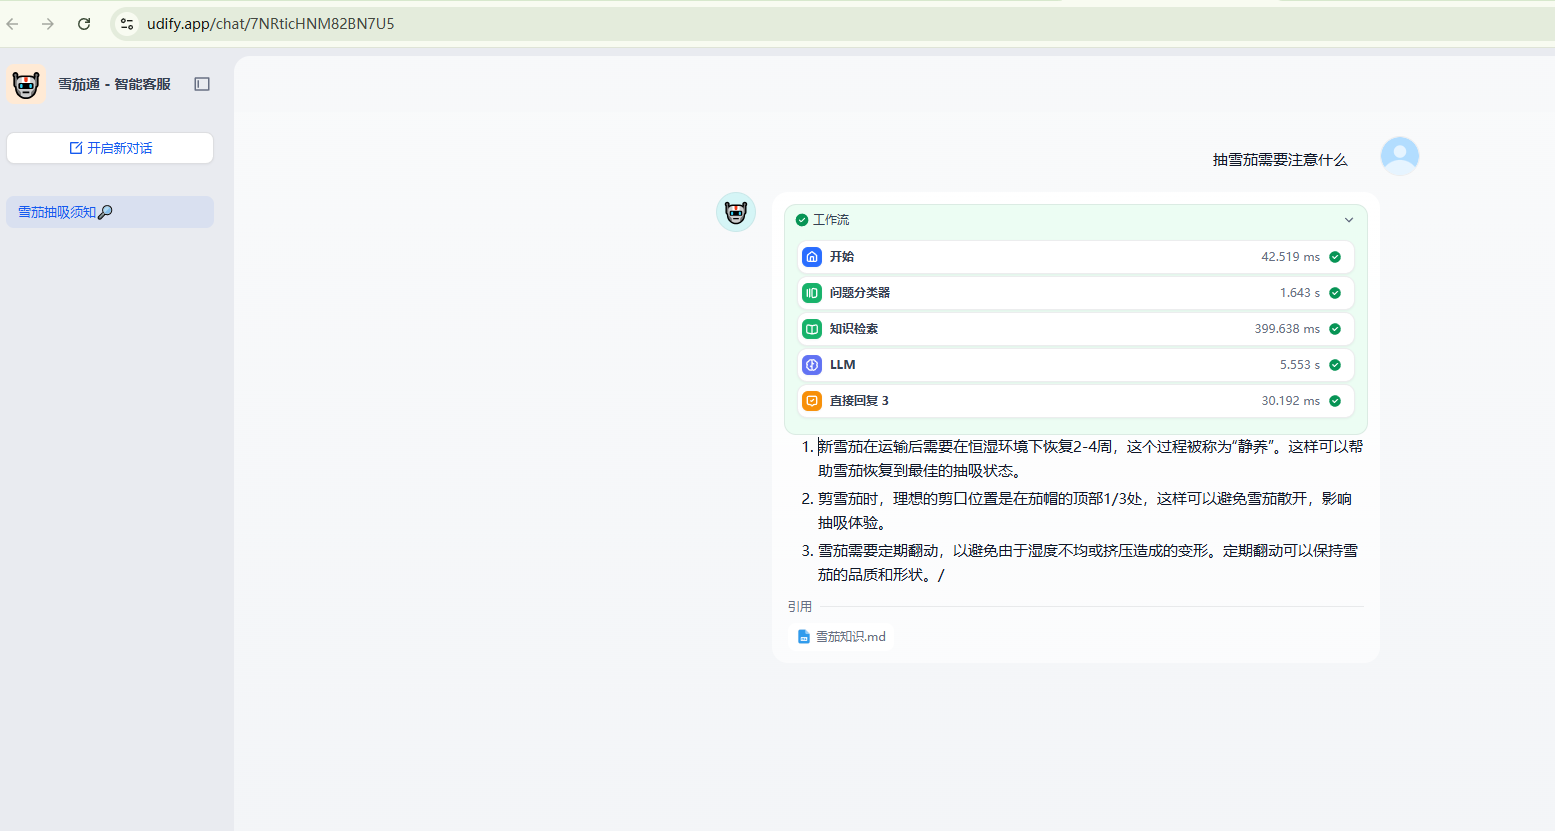 udify.app/chat/7NRticHNM82BN7U5
雪茄通 - 智能客服
开启新对话
雪茄抽吸须知🔎
抽雪茄需要注意什么
工作流
开始 42.519 ms
问题分类器 1.643 s
知识检索 399.638 ms
LLM 5.553 s
直接回复 3 30.192 ms
1. 新雪茄在运输后需要在恒湿环境下恢复2-4周，这个过程被称为“静养”。这样可以帮
助雪茄恢复到最佳的抽吸状态。
2. 剪雪茄时，理想的剪口位置是在茄帽的顶部1/3处，这样可以避免雪茄散开，影响
抽吸体验。
3. 雪茄需要定期翻动，以避免由于湿度不均或挤压造成的变形。定期翻动可以保持雪
茄的品质和形状。/
引用
雪茄知识.md